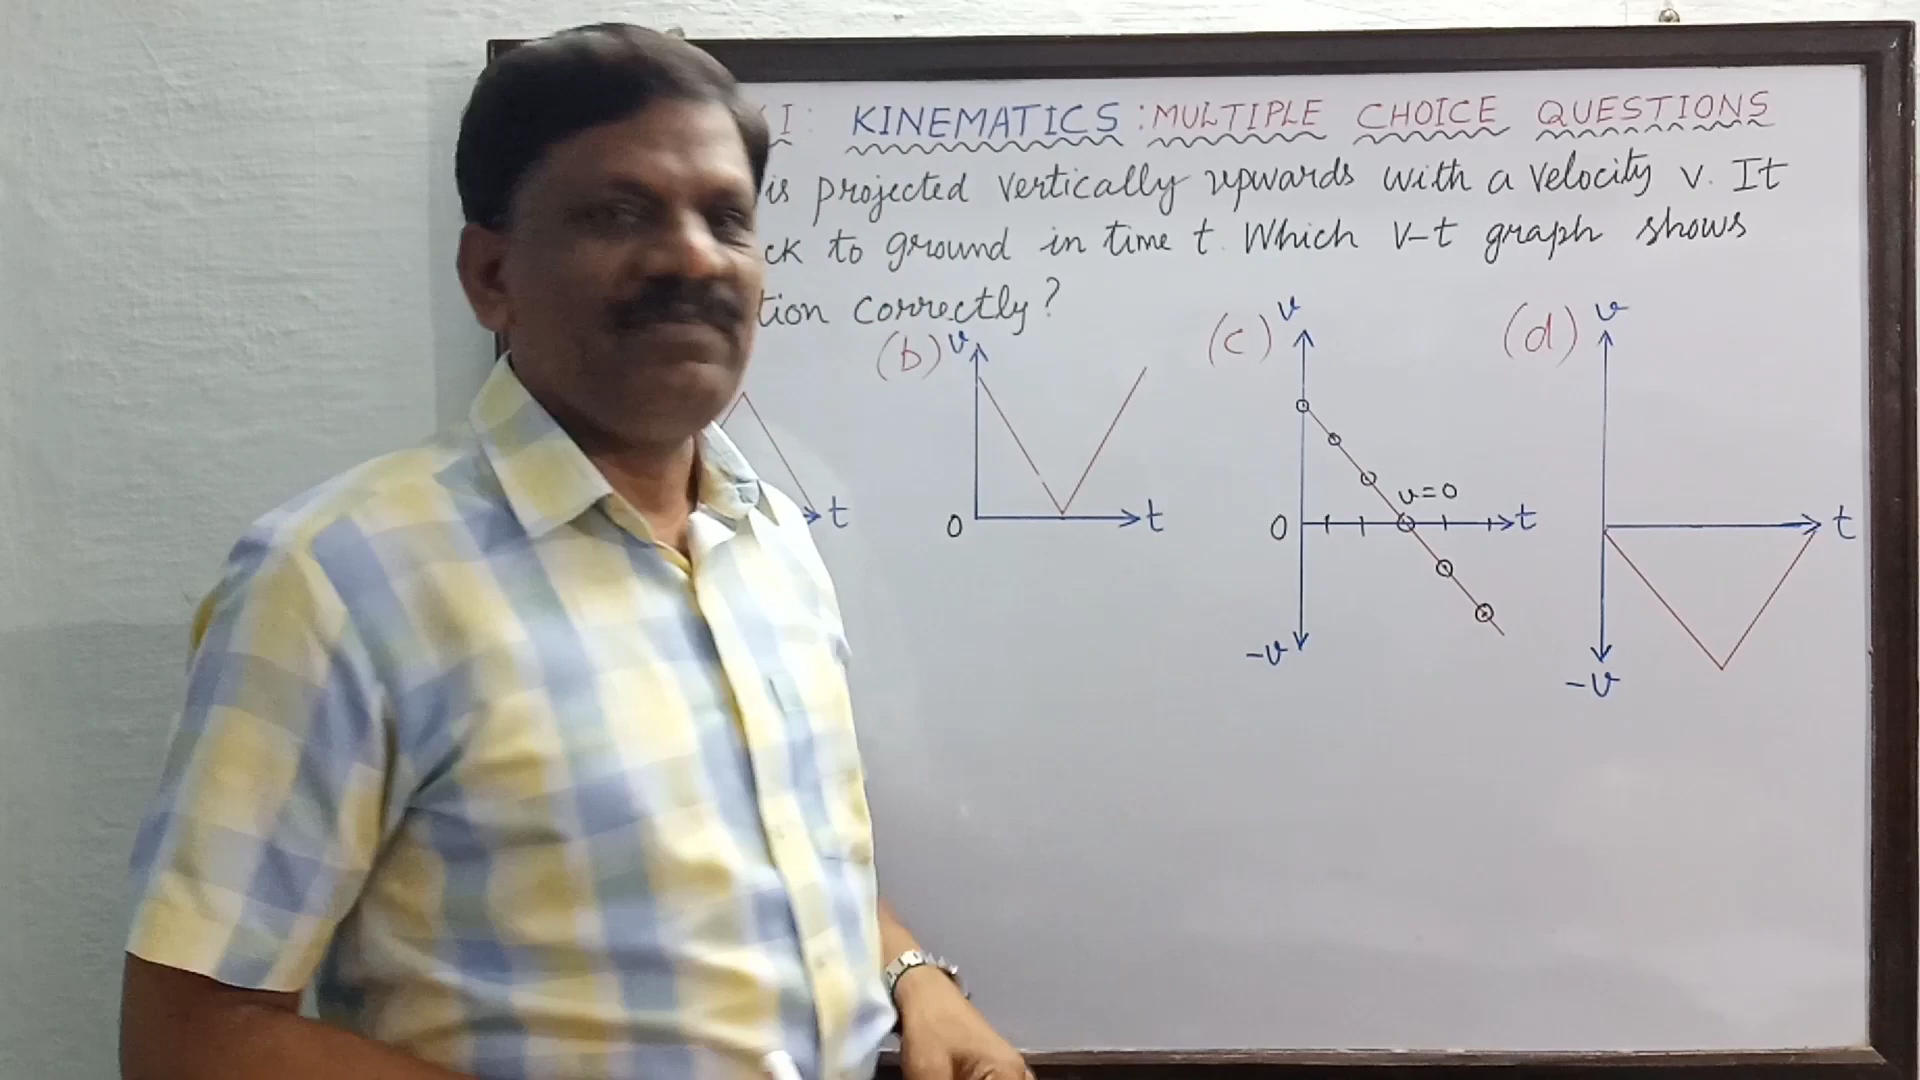 I: KINEMATICS: MULTIPLE CHOICE QUESTIONS
is projected vertically upwards with a velocity v. It
ck to ground in time t. Which v-t graph shows
tion correctly?
(b) v
(c) v
(d) v
v=0
t
0
t
0
t
t
-v
-v